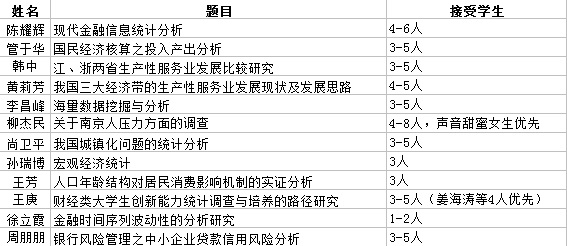 姓名 题目 接受学生
陈耀辉 现代金融信息统计分析 4-6人
管于华 国民经济核算之投入产出分析 3-5人
韩中 江、浙两省生产性服务业发展比较研究 3-5人
黄莉芳 我国三大经济带的生产性服务业发展现状及发展思路 4-5人
李昌峰 海量数据挖掘与分析 3-5人
柳杰民 关于南京人压力方面的调查 4-8人，声音甜蜜女生优先
尚卫平 我国城镇化问题的统计分析 3-5人
孙瑞博 宏观经济统计 3人
王芳 人口年龄结构对居民消费影响机制的实证分析 3人
王庚 财经类大学生创新能力统计调查与培养的路径研究 3-5人（姜海涛等4人优先）
徐立霞 金融时间序列波动性的分析研究 1-2人
周朋朋 银行风险管理之中小企业贷款信用风险分析 3-5人